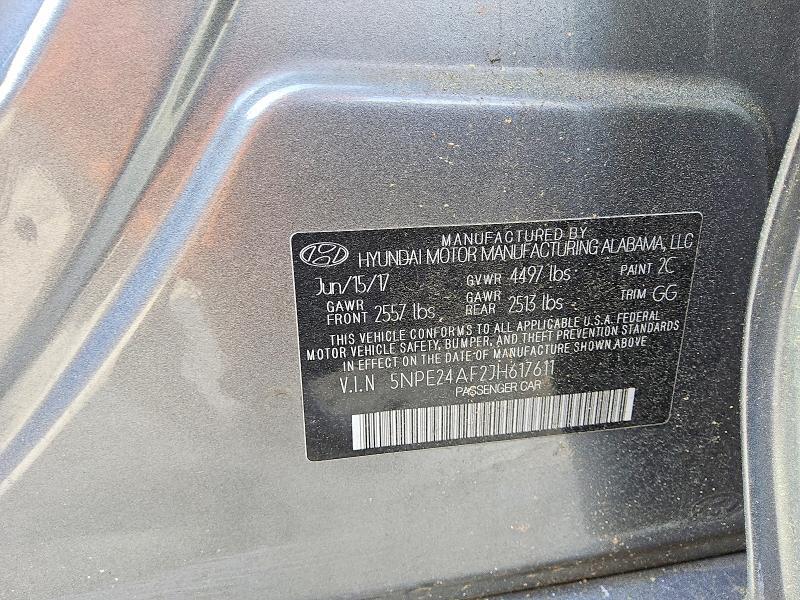 MANUFACTURED BY
HYUNDAI MOTOR MANUFACTURING ALABAMA, LLC
Jun/15/17 GVWR 4497 lbs PAINT 2C
GAWR FRONT 2557 lbs. GAWR REAR 2513 lbs. TRIM GG
THIS VEHICLE CONFORMS TO ALL APPLICABLE U.S.A. FEDERAL
MOTOR VEHICLE SAFETY, BUMPER, AND THEFT PREVENTION STANDARDS
IN EFFECT ON THE DATE OF MANUFACTURE SHOWN ABOVE
V.I.N 5NPE24AF2JH617611
PASSENGER CAR